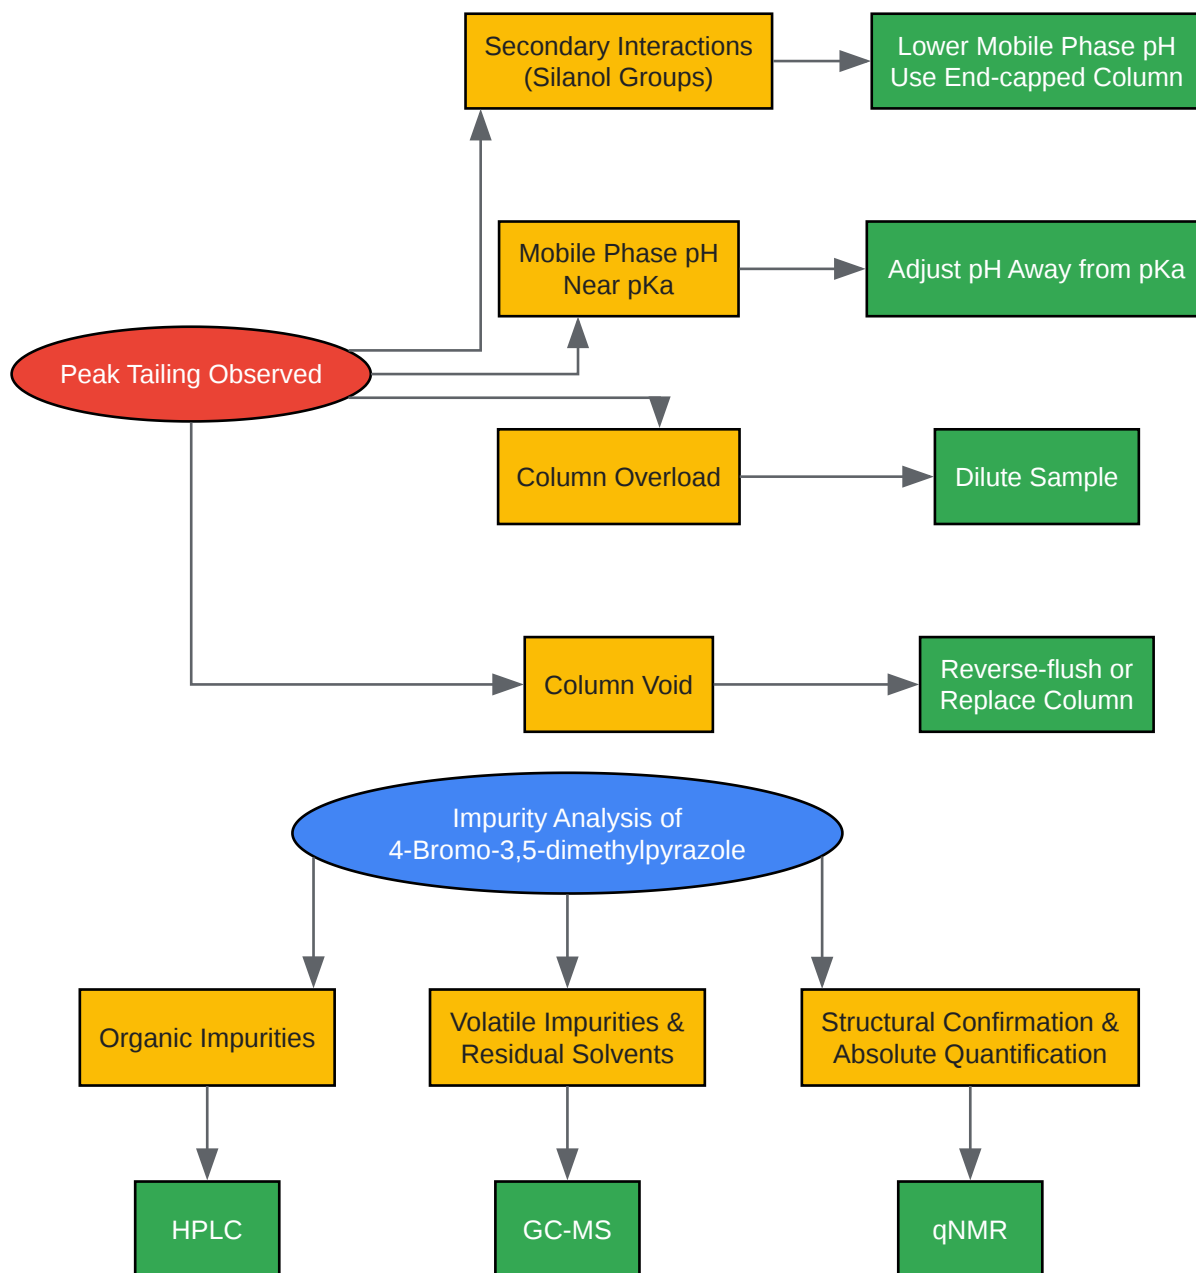 Secondary Interactions
(Silanol Groups)
Lower Mobile Phase pH
Use End-capped Column
Mobile Phase pH
Near pKa
Adjust pH Away from pKa
Peak Tailing Observed
Column Overload
Dilute Sample
Column Void
Reverse-flush or
Replace Column
Impurity Analysis of
4-Bromo-3,5-dimethylpyrazole
Organic Impurities
Volatile Impurities &
Residual Solvents
Structural Confirmation &
Absolute Quantification
HPLC
GC-MS
qNMR